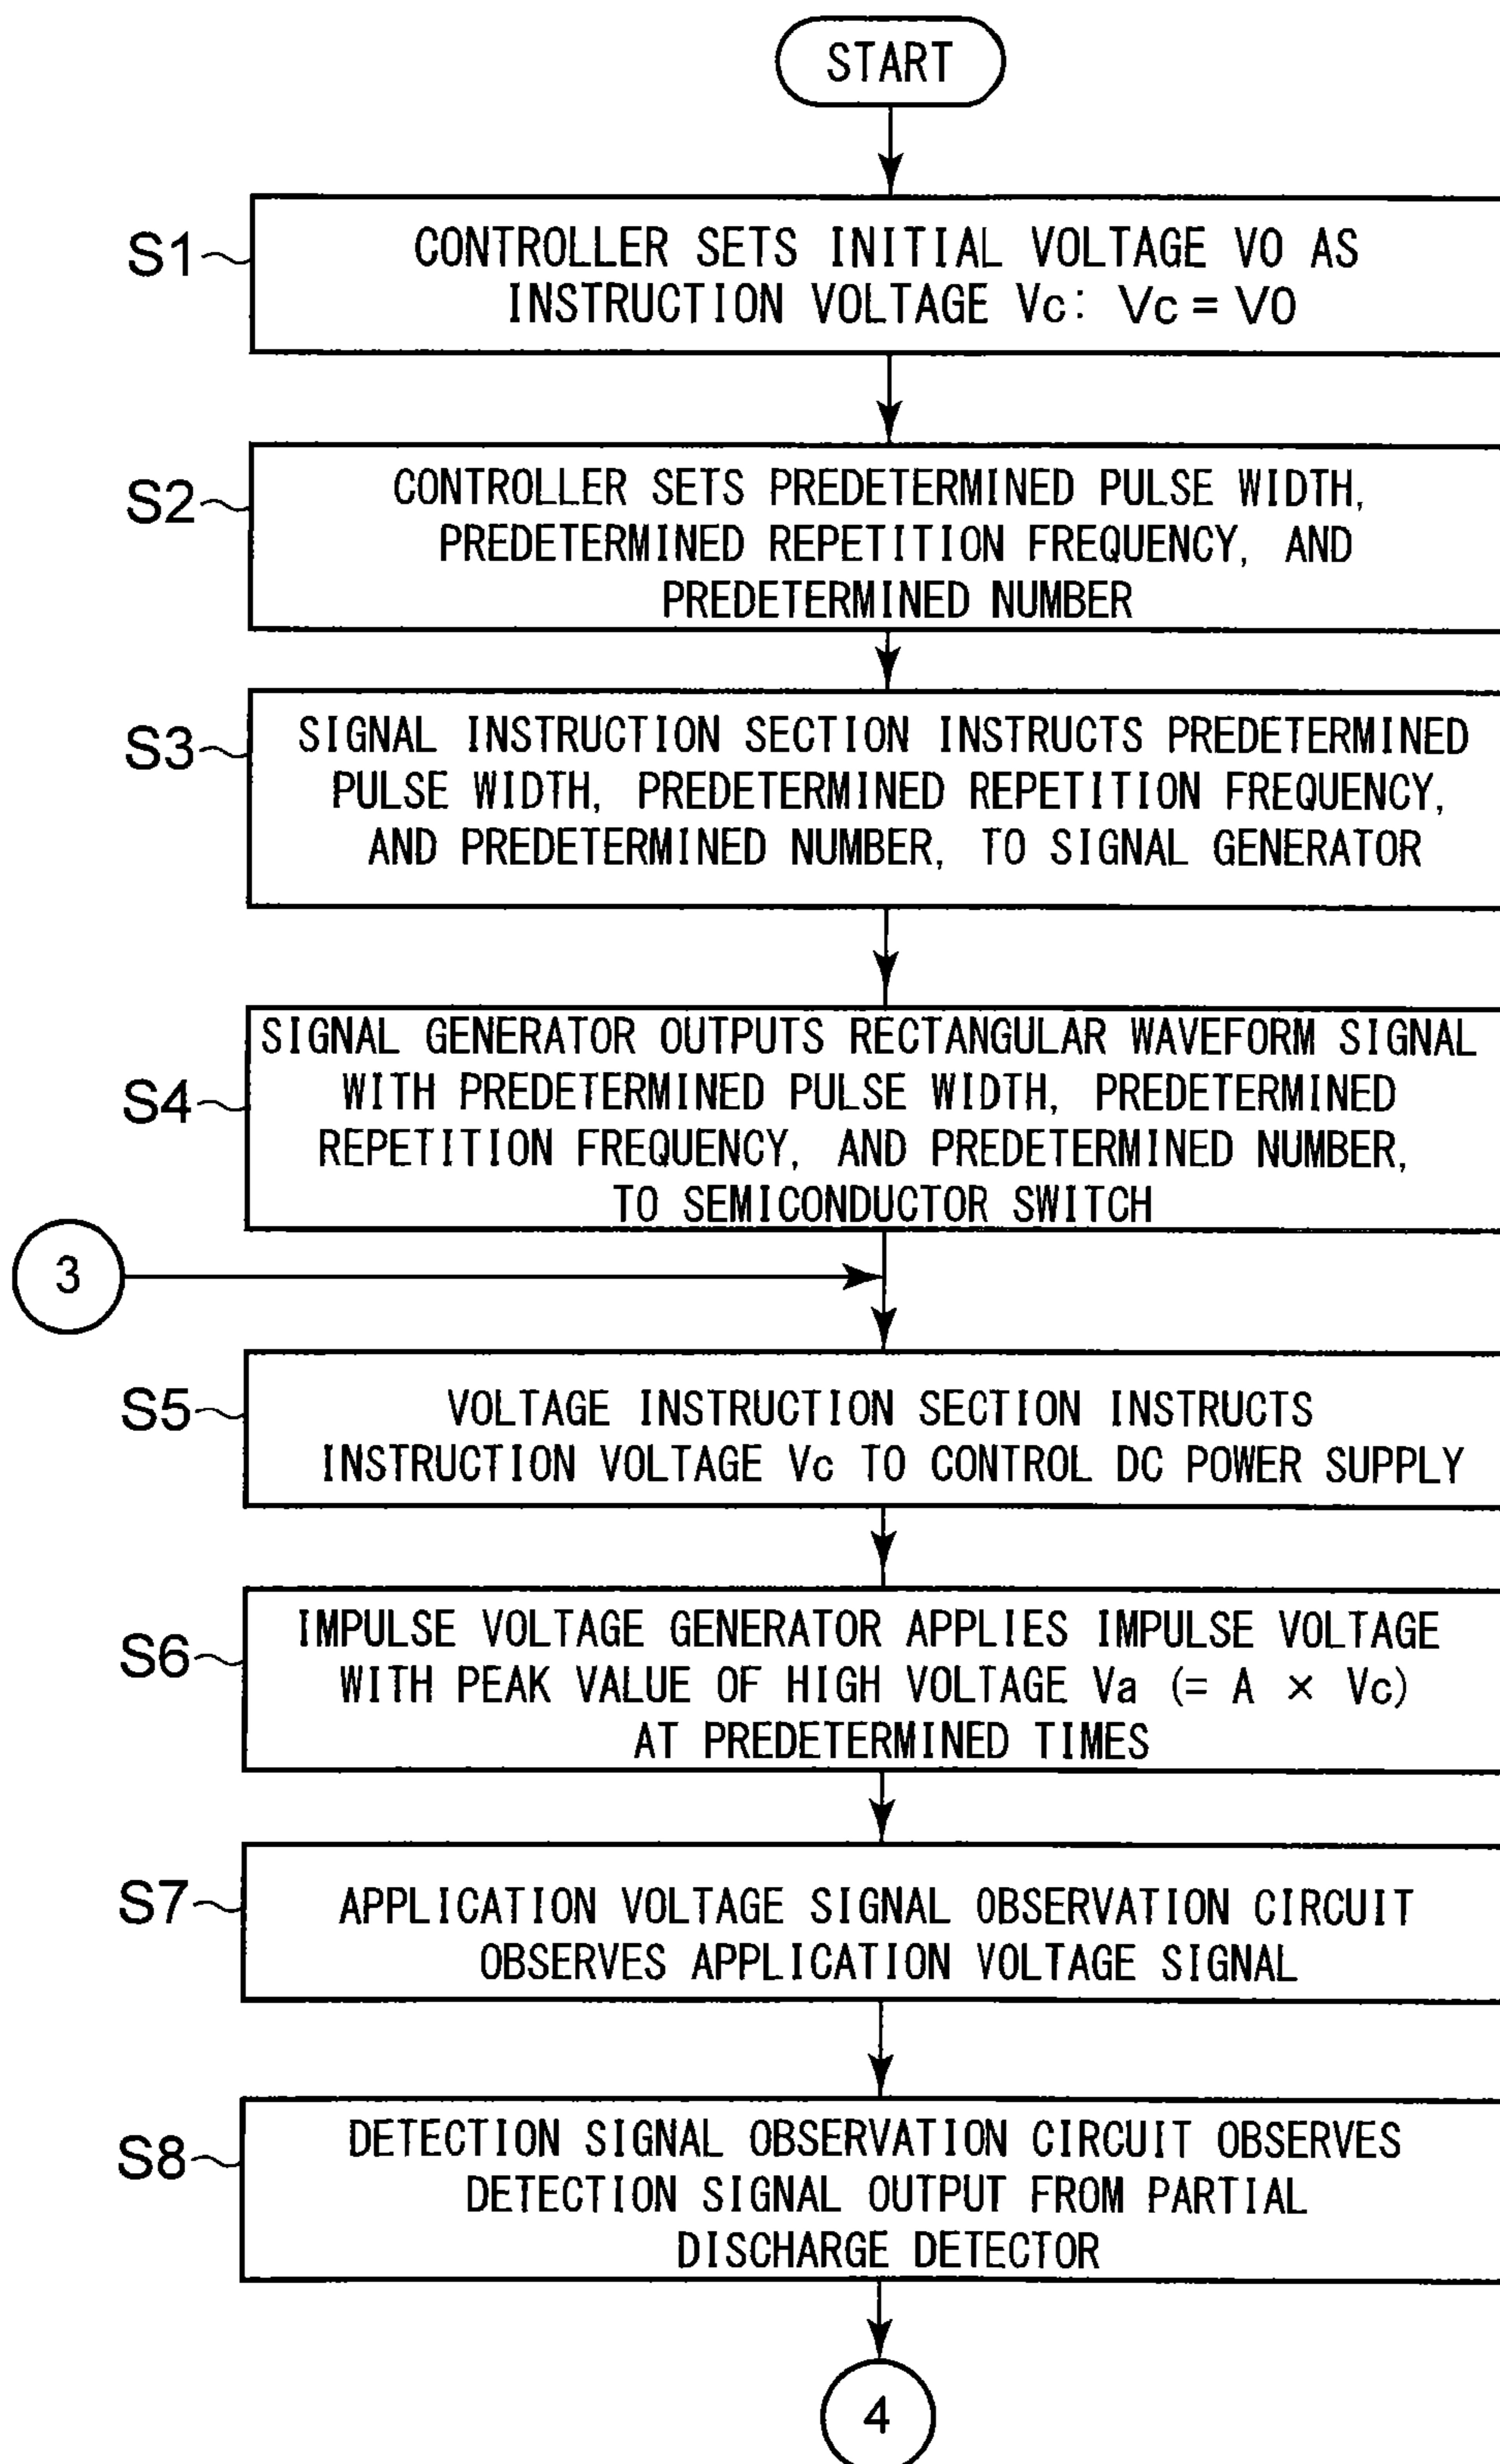 START
S1
CONTROLLER SETS INITIAL VOLTAGE V0 AS
INSTRUCTION VOLTAGE Vc: Vc = V0
S2
CONTROLLER SETS PREDETERMINED PULSE WIDTH,
PREDETERMINED REPETITION FREQUENCY, AND
PREDETERMINED NUMBER
S3
SIGNAL INSTRUCTION SECTION INSTRUCTS PREDETERMINED
PULSE WIDTH, PREDETERMINED REPETITION FREQUENCY,
AND PREDETERMINED NUMBER, TO SIGNAL GENERATOR
S4
SIGNAL GENERATOR OUTPUTS RECTANGULAR WAVEFORM SIGNAL
WITH PREDETERMINED PULSE WIDTH, PREDETERMINED
REPETITION FREQUENCY, AND PREDETERMINED NUMBER,
TO SEMICONDUCTOR SWITCH
3
S5
VOLTAGE INSTRUCTION SECTION INSTRUCTS
INSTRUCTION VOLTAGE Vc TO CONTROL DC POWER SUPPLY
S6
IMPULSE VOLTAGE GENERATOR APPLIES IMPULSE VOLTAGE
WITH PEAK VALUE OF HIGH VOLTAGE Va (= A × Vc)
AT PREDETERMINED TIMES
S7
APPLICATION VOLTAGE SIGNAL OBSERVATION CIRCUIT
OBSERVES APPLICATION VOLTAGE SIGNAL
S8
DETECTION SIGNAL OBSERVATION CIRCUIT OBSERVES
DETECTION SIGNAL OUTPUT FROM PARTIAL
DISCHARGE DETECTOR
4